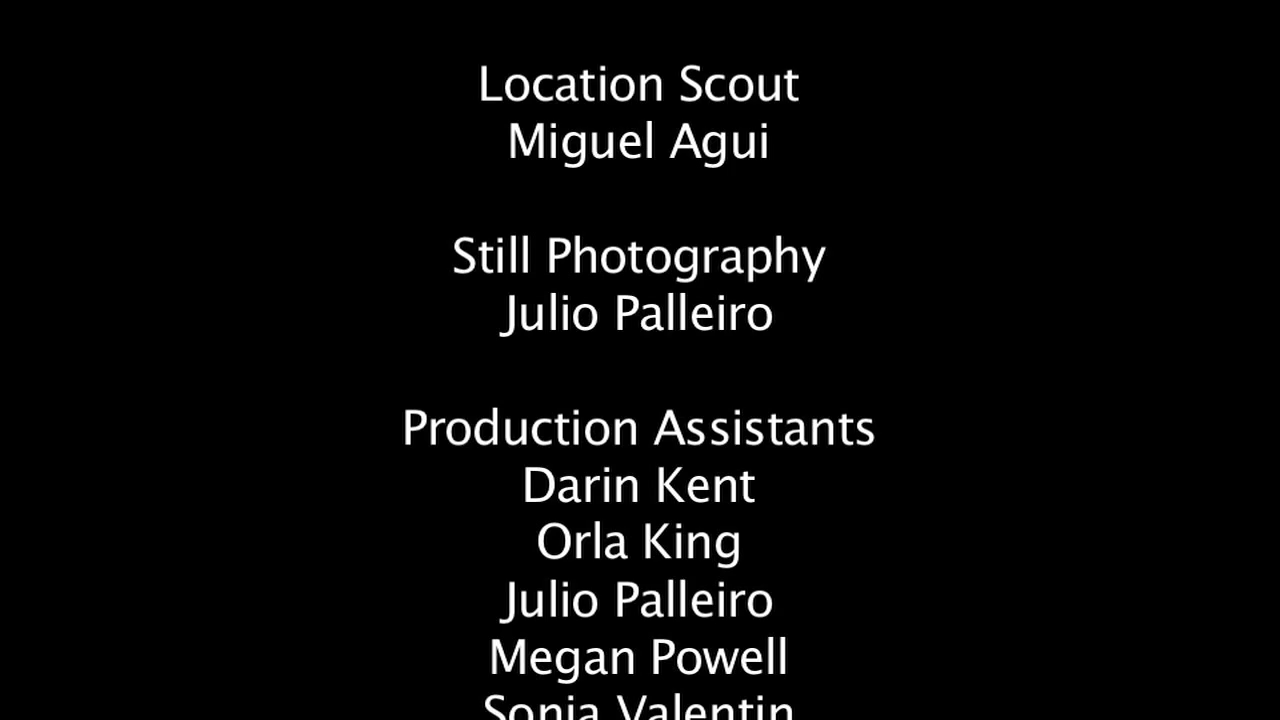 Location Scout
Miguel Agui
Still Photography
Julio Palleiro
Production Assistants
Darin Kent
Orla King
Julio Palleiro
Megan Powell
Sonia Valentin